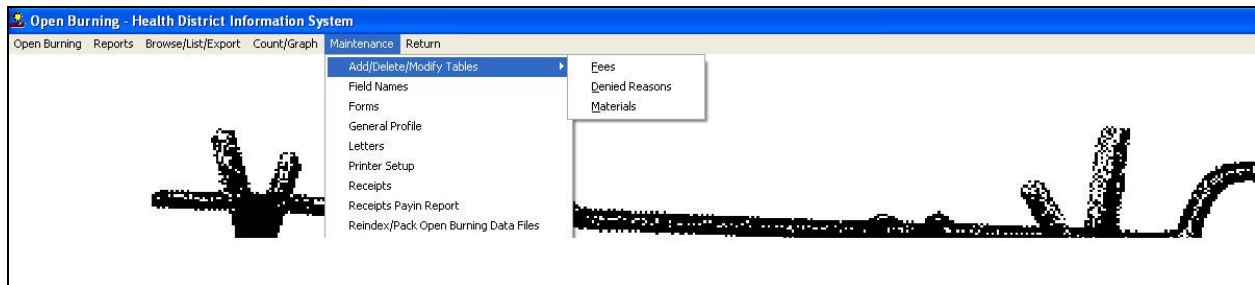 Open Burning - Health District Information System
Open Burning Reports Browse/List/Export Count/Graph Maintenance Return
Add/Delete/Modify Tables Fees
Field Names Denied Reasons
Forms Materials
General Profile
Letters
Printer Setup
Receipts
Receipts Payin Report
Reindex/Pack Open Burning Data Files